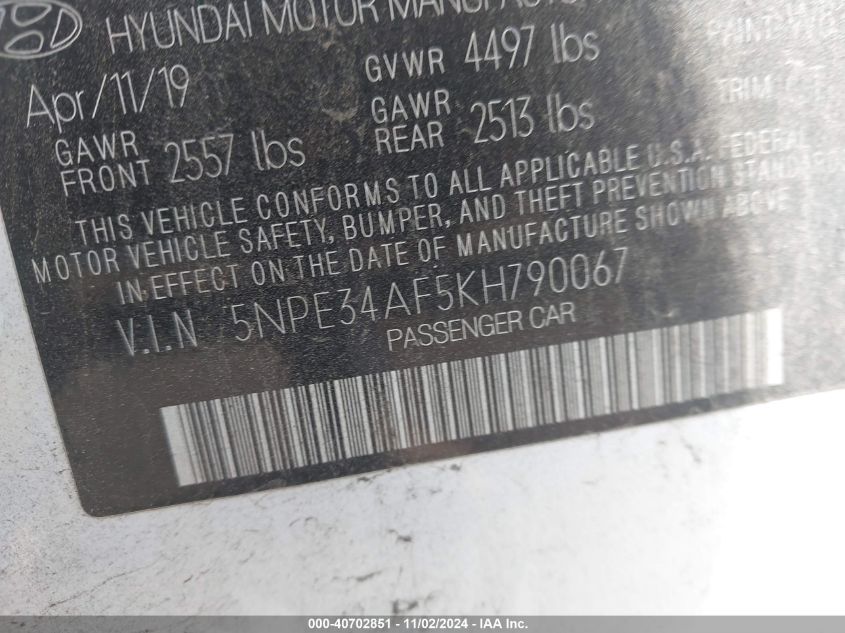 HYUNDAI MOTOR
Apr/11/19 GVWR 4497 lbs PAINT
GAWR FRONT 2557 lbs GAWR REAR 2513 lbs TRIM
THIS VEHICLE CONFORMS TO ALL APPLICABLE U.S.A. FEDERAL
MOTOR VEHICLE SAFETY, BUMPER, AND THEFT PREVENTION STANDARDS
IN EFFECT ON THE DATE OF MANUFACTURE SHOWN ABOVE
V.I.N 5NPE34AF5KH790067
PASSENGER CAR
000-40702851 - 11/02/2024 - IAA Inc.